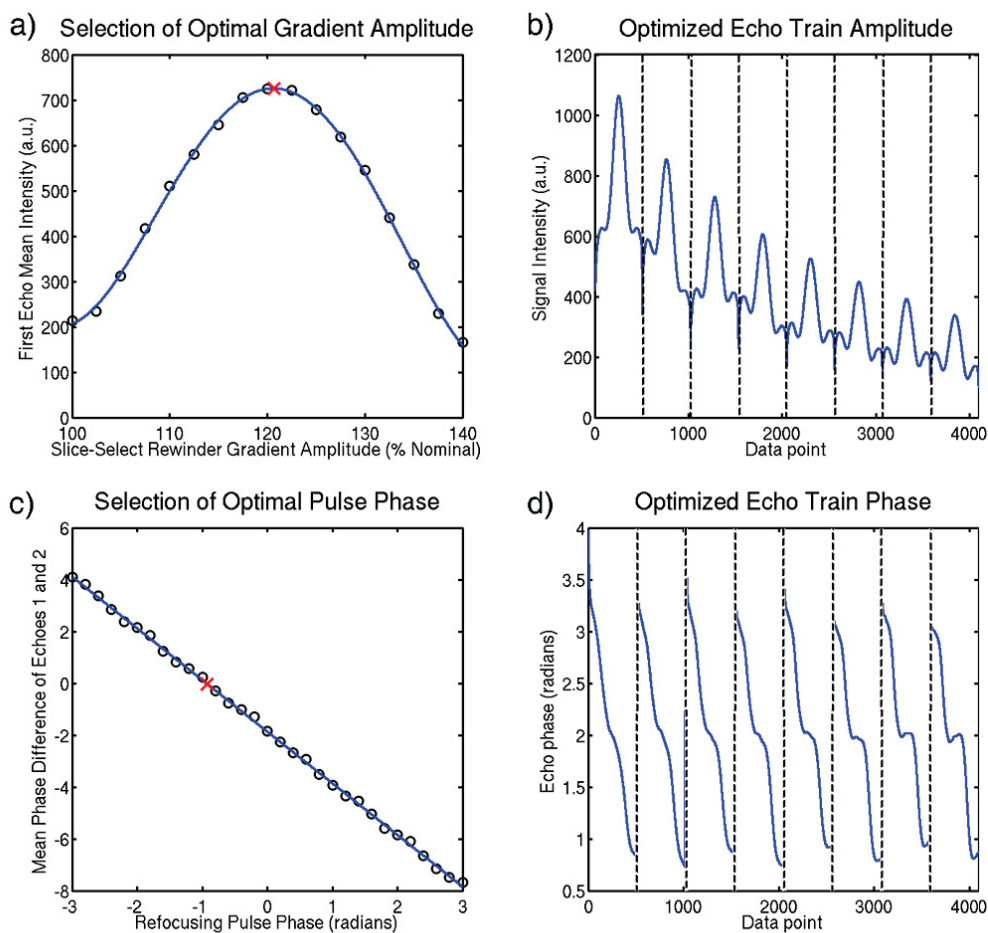 a) Selection of Optimal Gradient Amplitude
800
700
600
500
400
300
200
100
0
First Echo Mean Intensity (a.u.)
100 110 120 130 140
Slice-Select Rewinder Gradient Amplitude (% Nominal)
b) Optimized Echo Train Amplitude
1200
1000
800
600
400
200
0
Signal Intensity (a.u.)
0 1000 2000 3000 4000
Data point
c) Selection of Optimal Pulse Phase
6
4
2
0
-2
-4
-6
-8
Mean Phase Difference of Echoes 1 and 2
-3 -2 -1 0 1 2 3
Refocusing Pulse Phase (radians)
d) Optimized Echo Train Phase
4
3.5
3
2.5
2
1.5
1
0.5
Echo phase (radians)
0 1000 2000 3000 4000
Data point